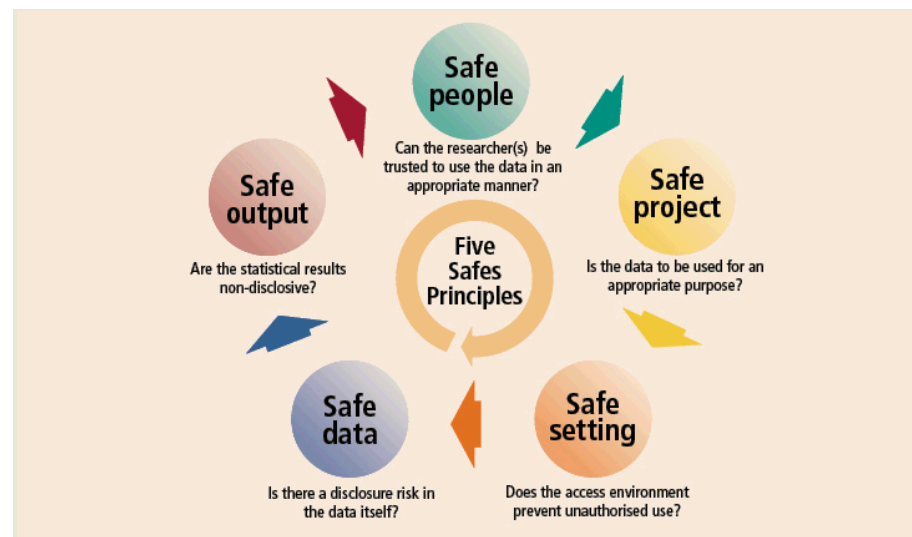 Safe
people
Can the researcher(s) be
trusted to use the data in an
appropriate manner?
Safe
project
Is the data to be used for an
appropriate purpose?
Safe
setting
Does the access environment
prevent unauthorised use?
Safe
data
Is there a disclosure risk in
the data itself?
Safe
output
Are the statistical results
non-disclosive?
Five
Safes
Principles